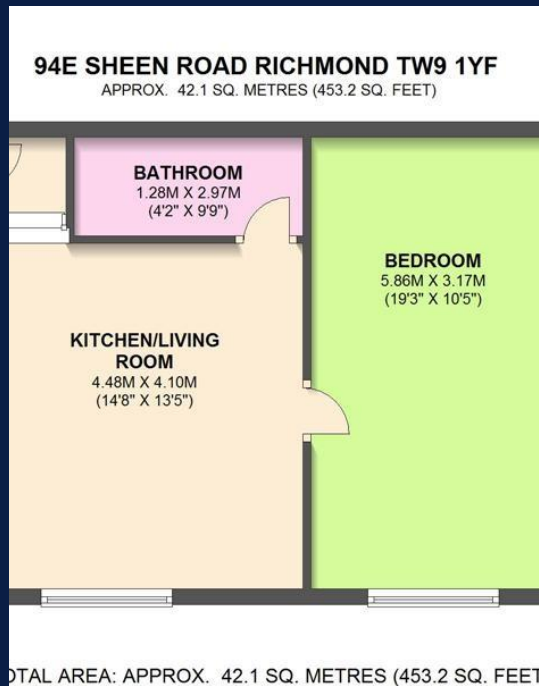 94E SHEEN ROAD RICHMOND TW9 1YF
APPROX. 42.1 SQ. METRES (453.2 SQ. FEET)
BATHROOM
1.28M X 2.97M
(4'2" X 9'9")
BEDROOM
5.86M X 3.17M
(19'3" X 10'5")
KITCHEN/LIVING
ROOM
4.48M X 4.10M
(14'8" X 13'5")
OTAL AREA: APPROX. 42.1 SQ. METRES (453.2 SQ. FEET